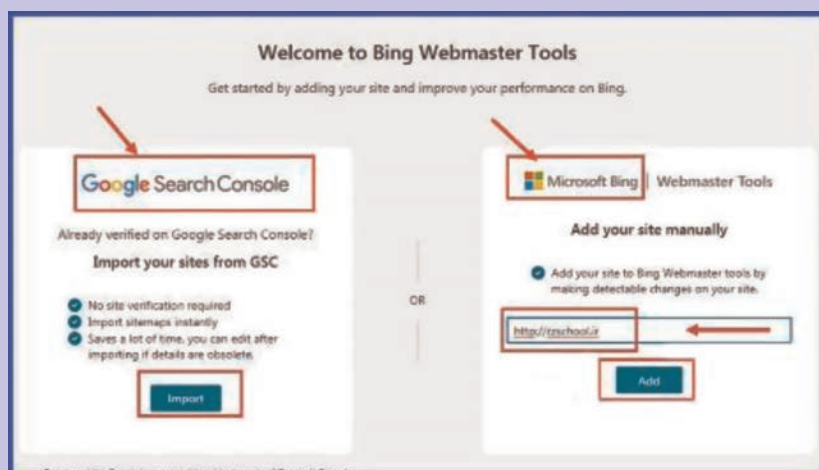 Welcome to Bing Webmaster Tools
Get started by adding your site and improve your performance on Bing.
Google Search Console
Already verified on Google Search Console?
Import your sites from GSC
No site verification required
Import sitemaps instantly
Saves a lot of time, you can edit after
importing if details are obsolete.
Import
OR
Microsoft Bing | Webmaster Tools
Add your site manually
Add your site to Bing Webmaster tools by
making detectable changes on your site.
Add